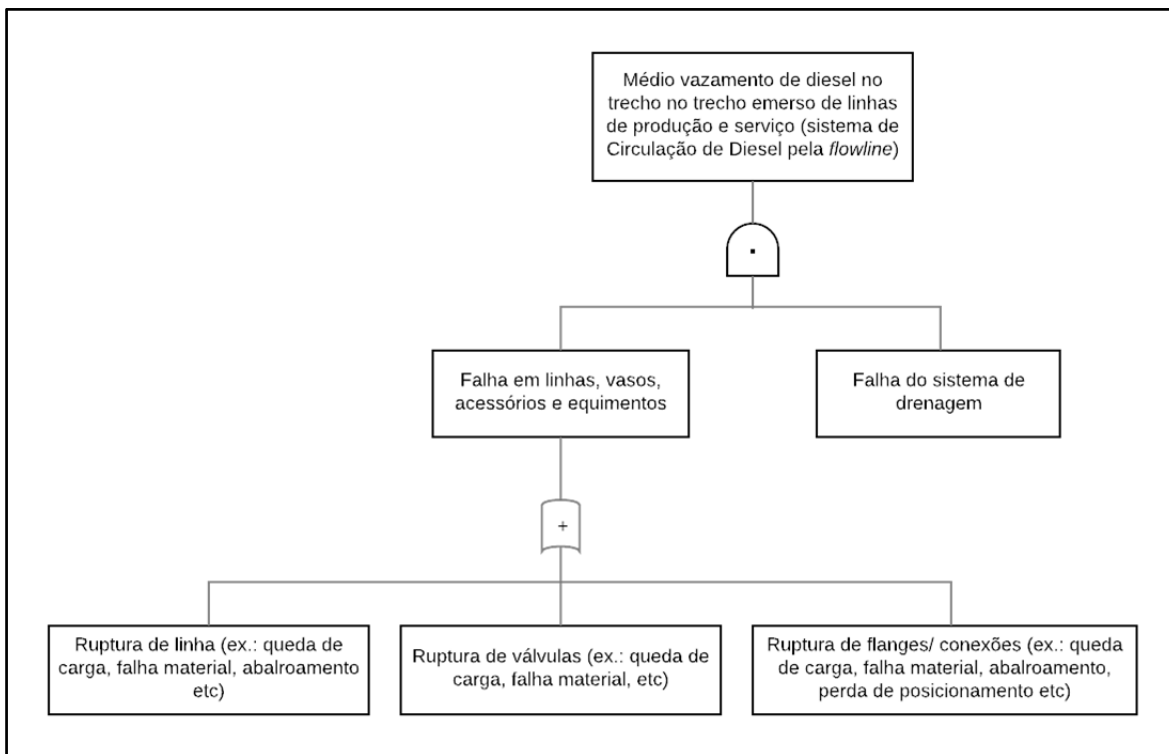 Médio vazamento de diesel no
trecho no trecho emerso de linhas
de produção e serviço (sistema de
Circulação de Diesel pela flowline)
Falha em linhas, vasos,
acessórios e equimentos
Falha do sistema de
drenagem
+
Ruptura de linha (ex.: queda de
carga, falha material, abalroamento
etc)
Ruptura de válvulas (ex.: queda de
carga, falha material, etc)
Ruptura de flanges/ conexões (ex.: queda
de carga, falha material, abalroamento,
perda de posicionamento etc)